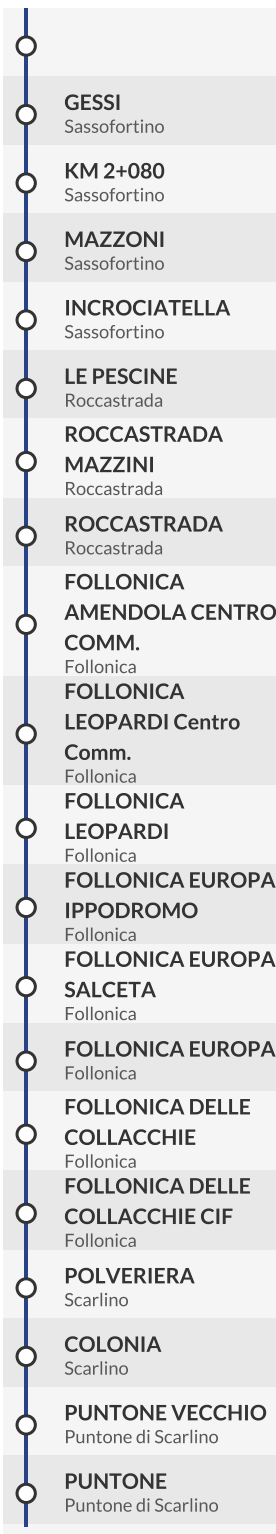 GESSI
Sassofortino
KM 2+080
Sassofortino
MAZZONI
Sassofortino
INCROCIATELLA
Sassofortino
LE PESCINE
Roccastrada
ROCCASTRADA
MAZZINI
Roccastrada
ROCCASTRADA
Roccastrada
FOLLONICA
AMENDOLA CENTRO
COMM.
Follonica
FOLLONICA
LEOPARDI Centro
Comm.
Follonica
FOLLONICA
LEOPARDI
Follonica
FOLLONICA EUROPA
IPPODROMO
Follonica
FOLLONICA EUROPA
SALCETA
Follonica
FOLLONICA EUROPA
Follonica
FOLLONICA DELLE
COLLACCHIE
Follonica
FOLLONICA DELLE
COLLACCHIE CIF
Follonica
POLVERIERA
Scarlino
COLONIA
Scarlino
PUNTONE VECCHIO
Puntone di Scarlino
PUNTONE
Puntone di Scarlino